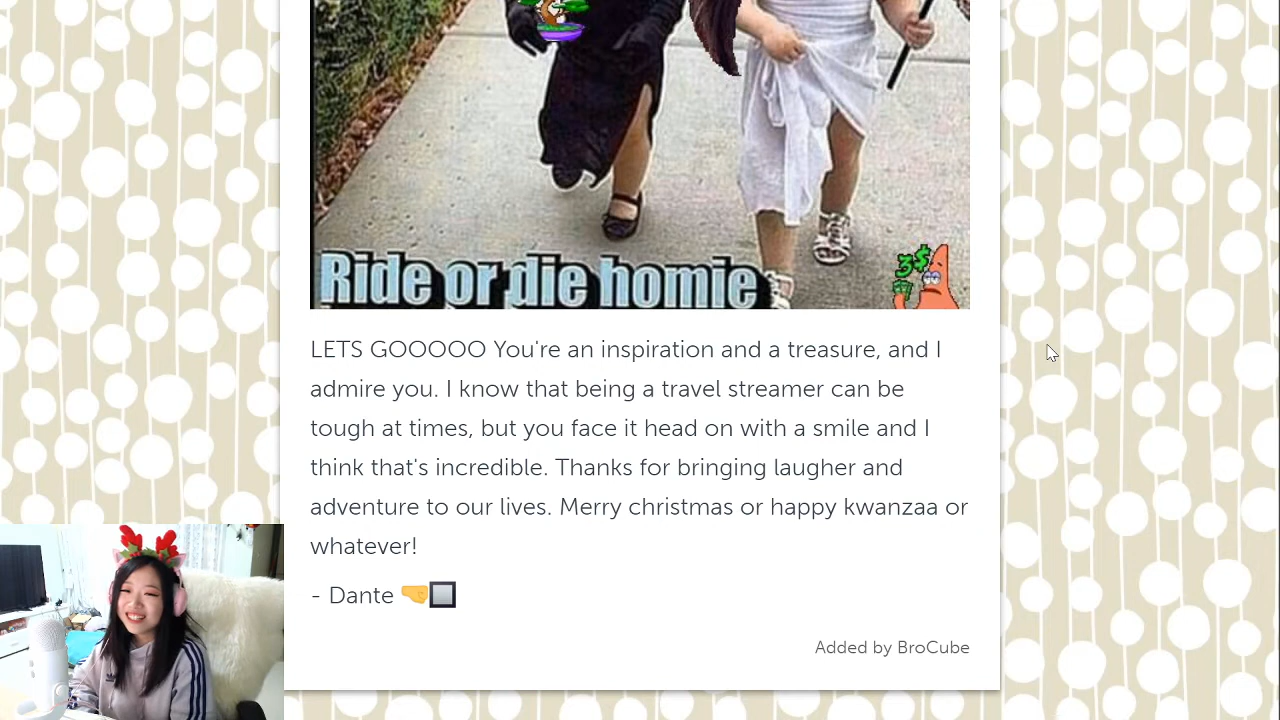 Ride or die homie
3$
LETS GOOOOO You're an inspiration and a treasure, and I
admire you. I know that being a travel streamer can be
tough at times, but you face it head on with a smile and I
think that's incredible. Thanks for bringing laugher and
adventure to our lives. Merry christmas or happy kwanzaa or
whatever!
- Dante 🤜🔲
Added by BroCube